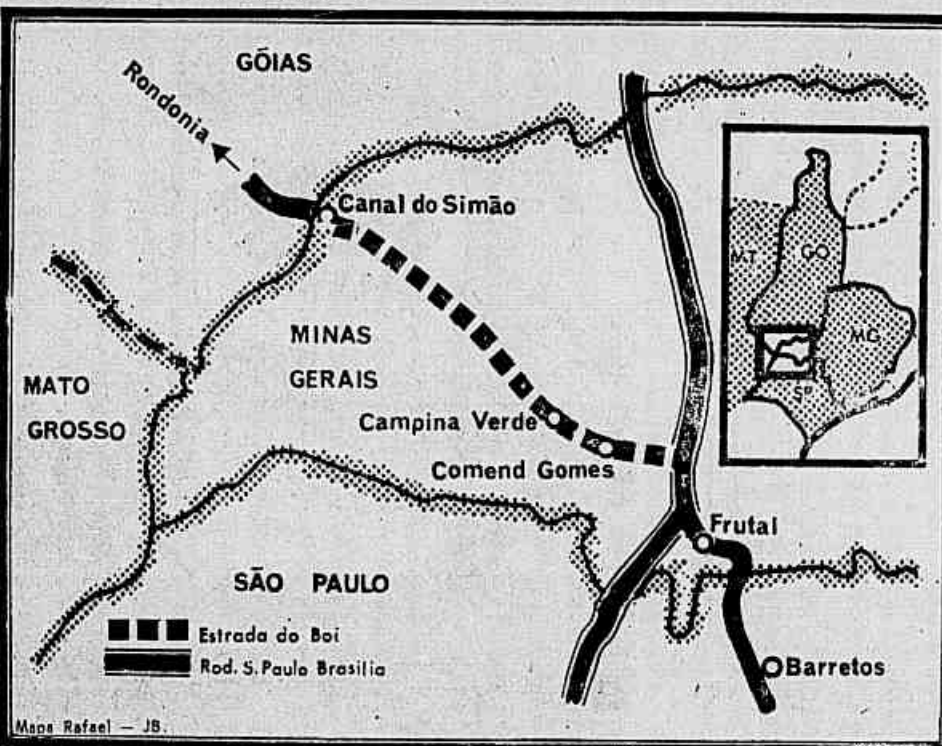 GÓIAS
Rondonia
Canal do Simão
MINAS
GERAIS
MATO
GROSSO
Campina Verde
Comend Gomes
Frutal
SÃO PAULO
Estrada do Boi
Rod. S. Paulo Brasilia
Barretos
MT
GO
MG
SP
Mapa Rafael — JB